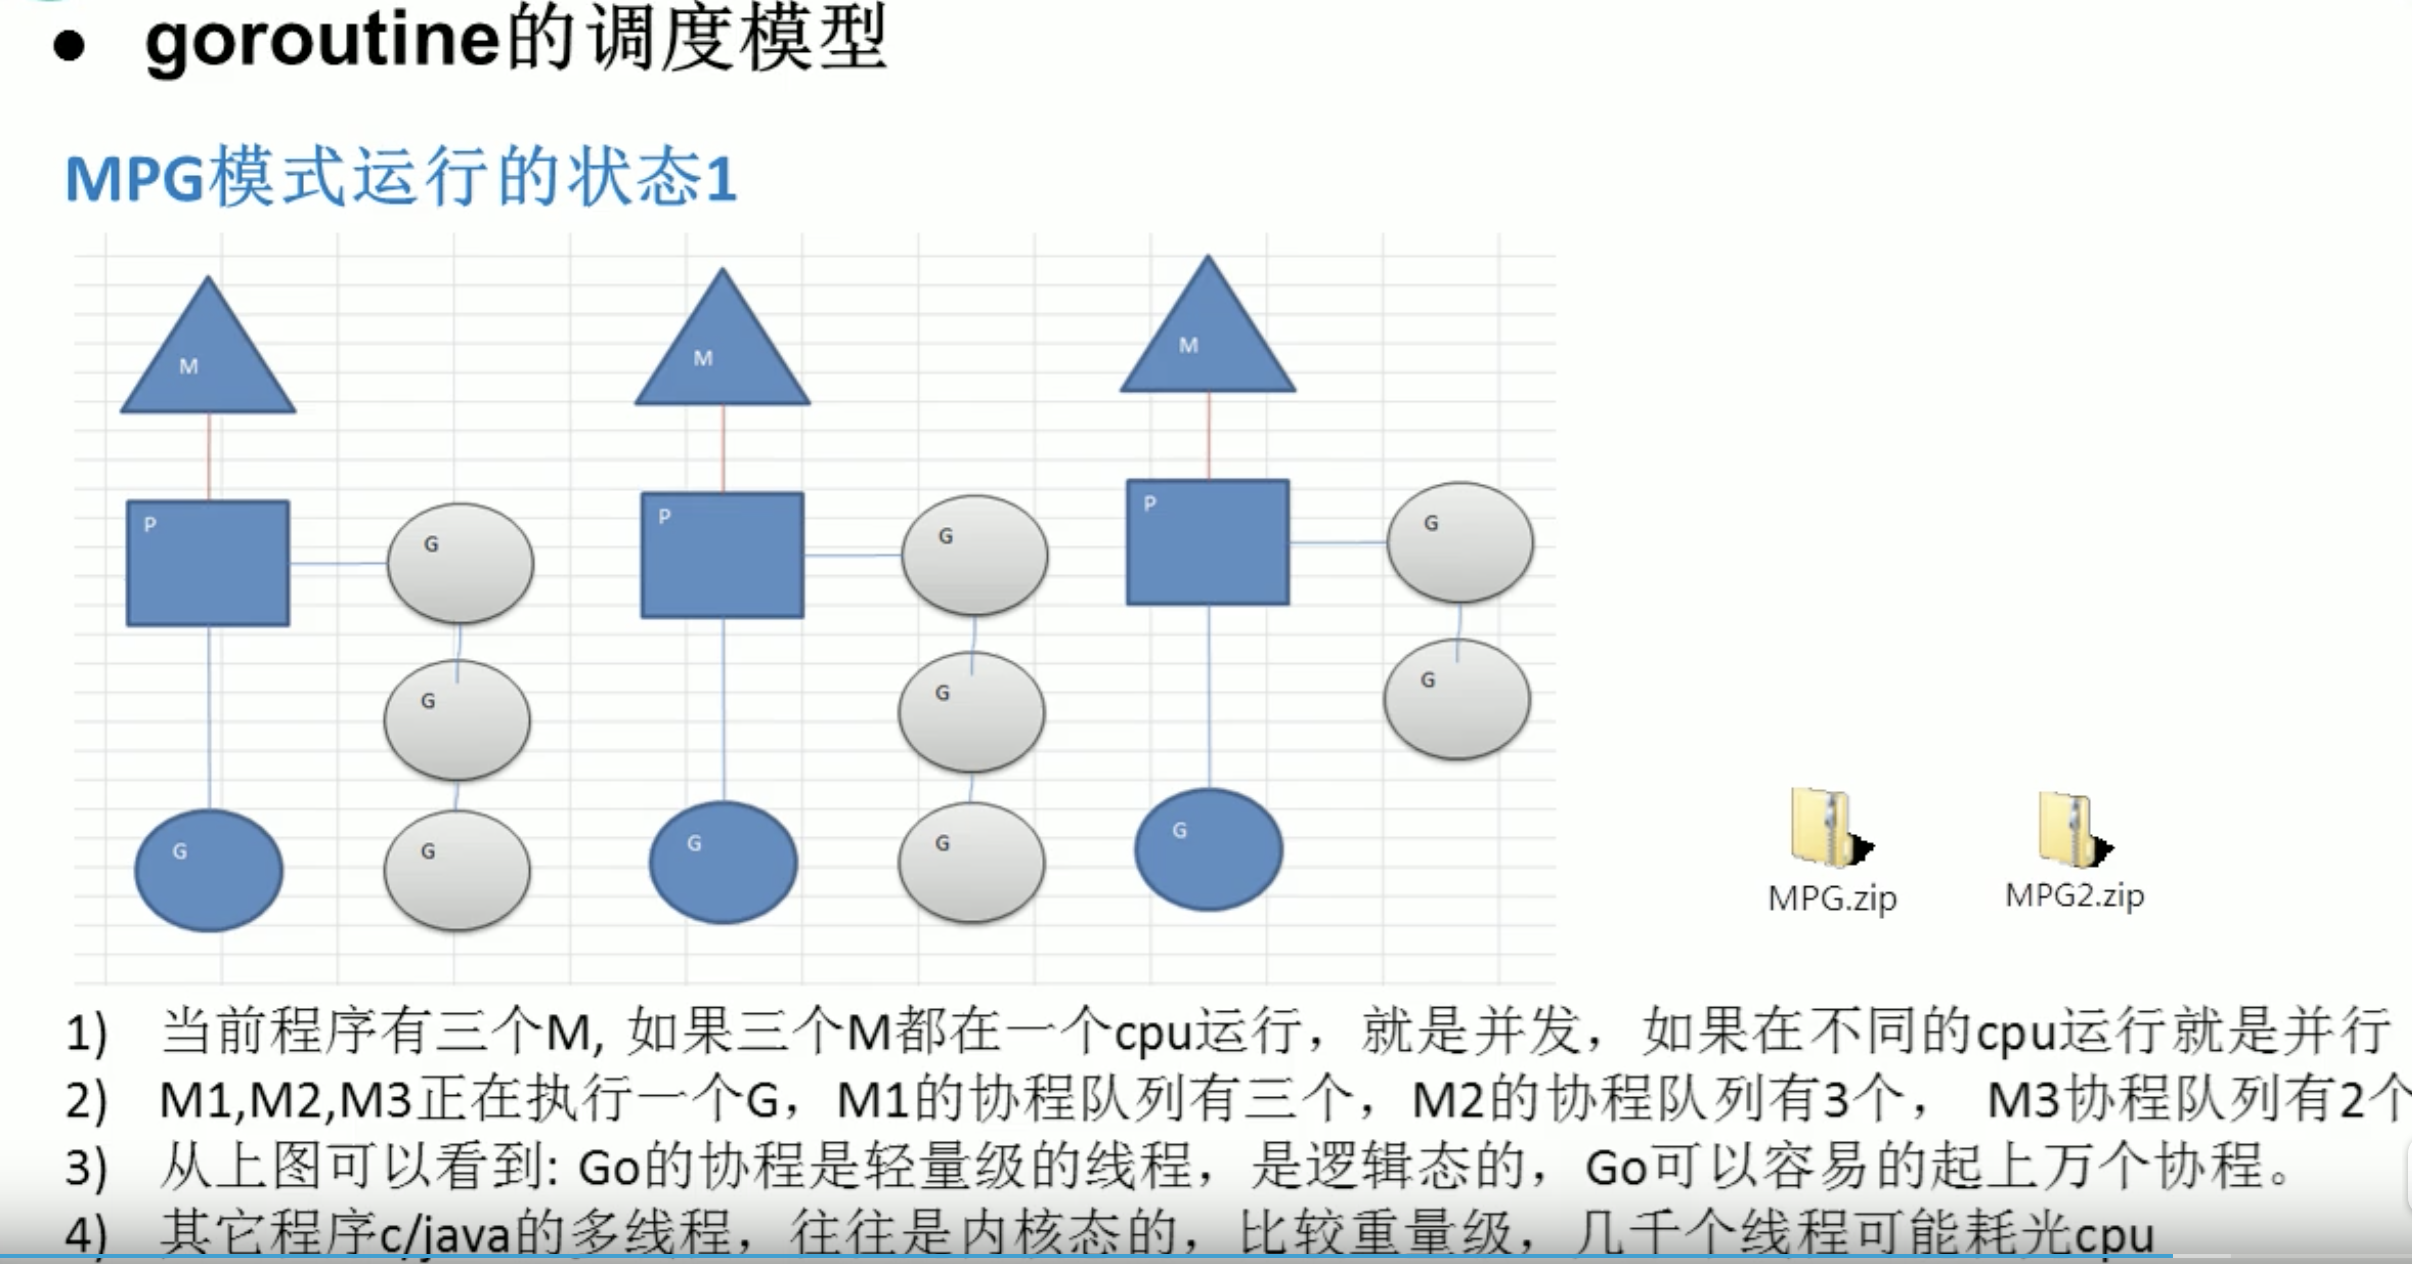 ● goroutine的调度模型
MPG模式运行的状态1
M
M
M
P
G
P
G
P
G
G
G
G
G
G
G
G
G
MPG.zip
MPG2.zip
1) 当前程序有三个M, 如果三个M都在一个cpu运行，就是并发，如果在不同的cpu运行就是并行
2) M1,M2,M3正在执行一个G，M1的协程队列有三个，M2的协程队列有3个， M3协程队列有2个
3) 从上图可以看到: Go的协程是轻量级的线程，是逻辑态的，Go可以容易的起上万个协程。
4) 其它程序c/java的多线程，往往是内核态的，比较重量级，几千个线程可能耗光cpu